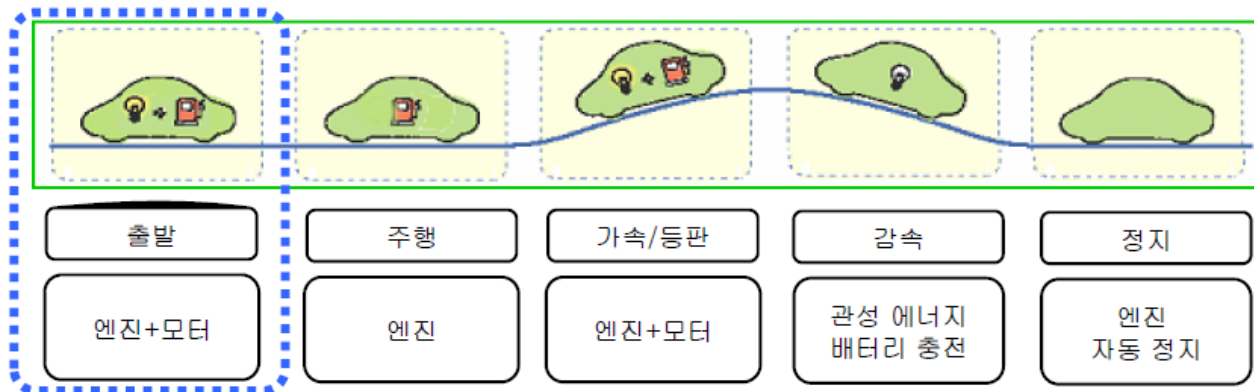 출발
주행
가속/등판
감속
정지
엔진+모터
엔진
엔진+모터
관성 에너지
배터리 충전
엔진
자동 정지